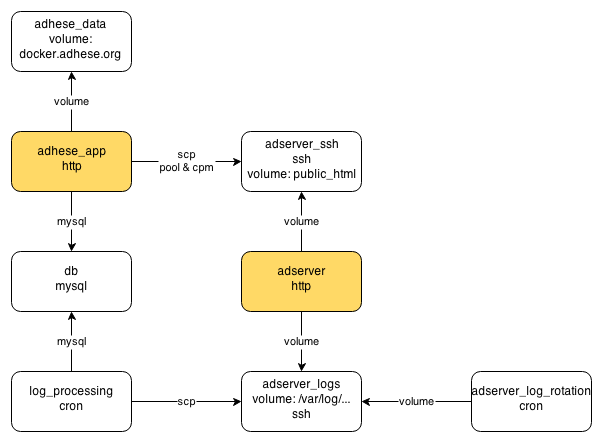 adhese_data
volume:
docker.adhese.org
volume
adhese_app
http
scp
pool & cpm
adserver_ssh
ssh
volume: public_html
mysql
volume
db
mysql
adserver
http
mysql
volume
log_processing
cron
scp
adserver_logs
volume: /var/log/...
ssh
volume
adserver_log_rotation
cron